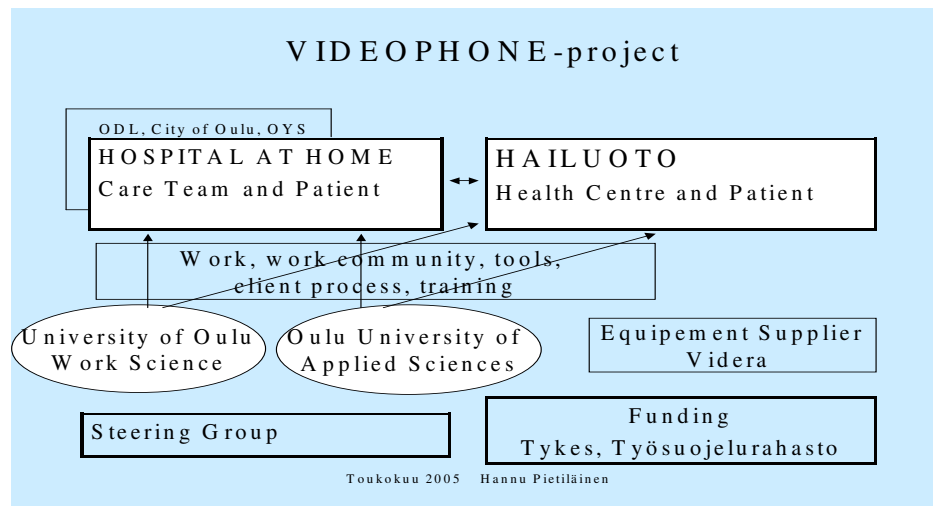 VIDEOPHONE-project
ODL, City of Oulu, OYS
HOSPITAL AT HOME
Care Team and Patient
HAILUOTO
Health Centre and Patient
Work, work community, tools,
client process, training
University of Oulu
Work Science
Oulu University of
Applied Sciences
Equipement Supplier
Videra
Steering Group
Funding
Tykes, Työsuojelurahasto
Toukokuu 2005 Hannu Pietiläinen